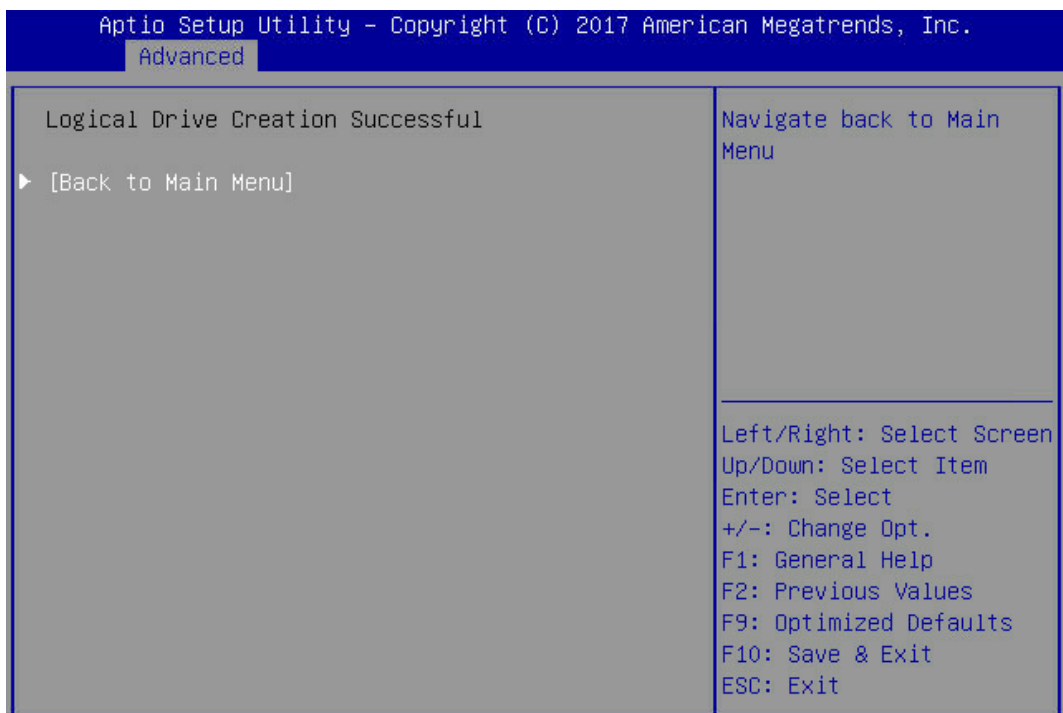 Aptio Setup Utility – Copyright (C) 2017 American Megatrends, Inc.
Advanced
Logical Drive Creation Successful
[Back to Main Menu]
Navigate back to Main
Menu
Left/Right: Select Screen
Up/Down: Select Item
Enter: Select
+/-: Change Opt.
F1: General Help
F2: Previous Values
F9: Optimized Defaults
F10: Save & Exit
ESC: Exit